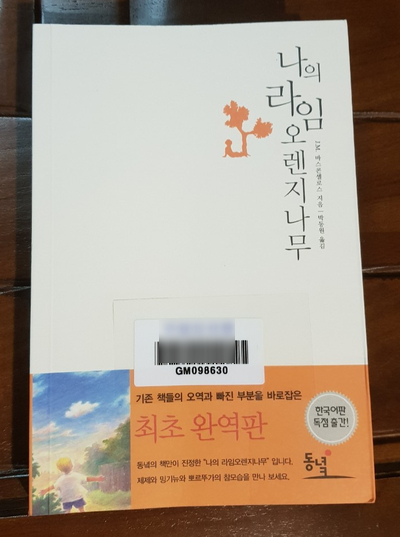 나의
라임
오렌지나무
J.M. 바스콘셀로스 지음 | 박동원 옮김
GM098630
기존 책들의 오역과 빠진 부분을 바로잡은
최초 완역판
동녘의 책만이 진정한 "나의 라임오렌지나무" 입니다.
제제와 밍기뉴와 뽀르뚜가의 참모습을 만나 보세요.
한국어판
독점 출간!
동녘